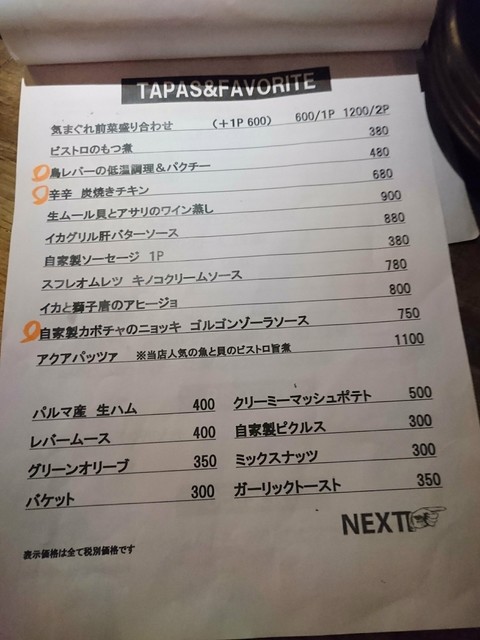 TAPAS&FAVORITE
気まぐれ前菜盛り合わせ (+1P 600) 600/1P 1200/2P
ビストロのもつ煮 380
鳥レバーの低温調理&パクチー 480
辛辛 炭焼きチキン 680
生ムール貝とアサリのワイン蒸し 900
イカグリル肝バターソース 880
自家製ソーセージ 1P 380
スフレオムレツ キノコクリームソース 780
イカと獅子唐のアヒージョ 800
自家製カボチャのニョッキ ゴルゴンゾーラソース 750
アクアパッツァ ※当店人気の魚と貝のビストロ旨煮 1100
パルマ産 生ハム 400 クリーミーマッシュポテト 500
レバームース 400 自家製ピクルス 300
グリーンオリーブ 350 ミックスナッツ 300
バケット 300 ガーリックトースト 350
NEXT
表示価格は全て税別価格です